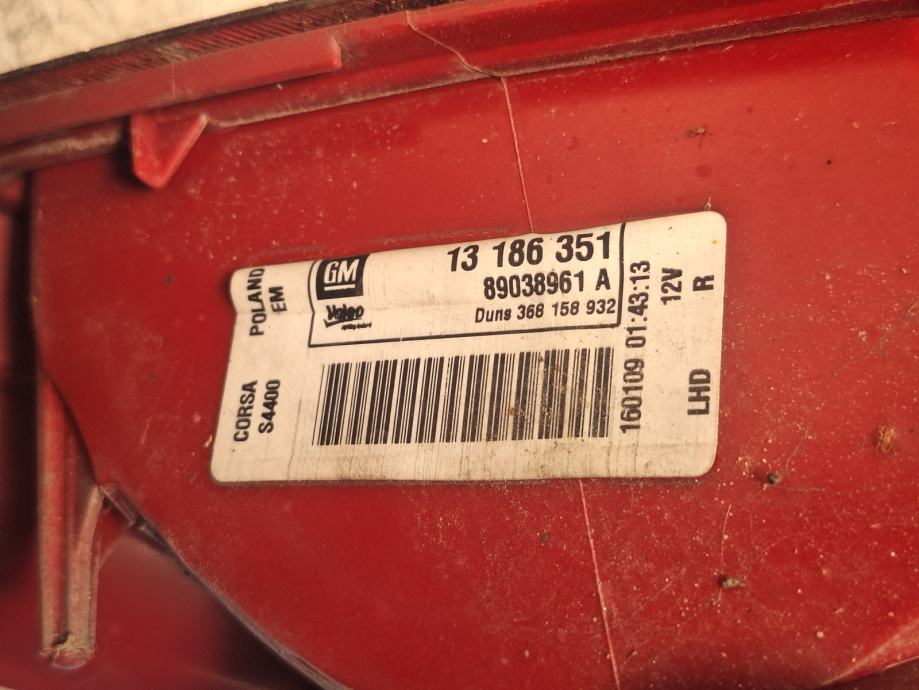 POLAND
EM
CORSA
S4400
GM
Valeo
13 186 351
89038961 A
Duns 368 158 932
160109 01:43:13
12V
R
LHD